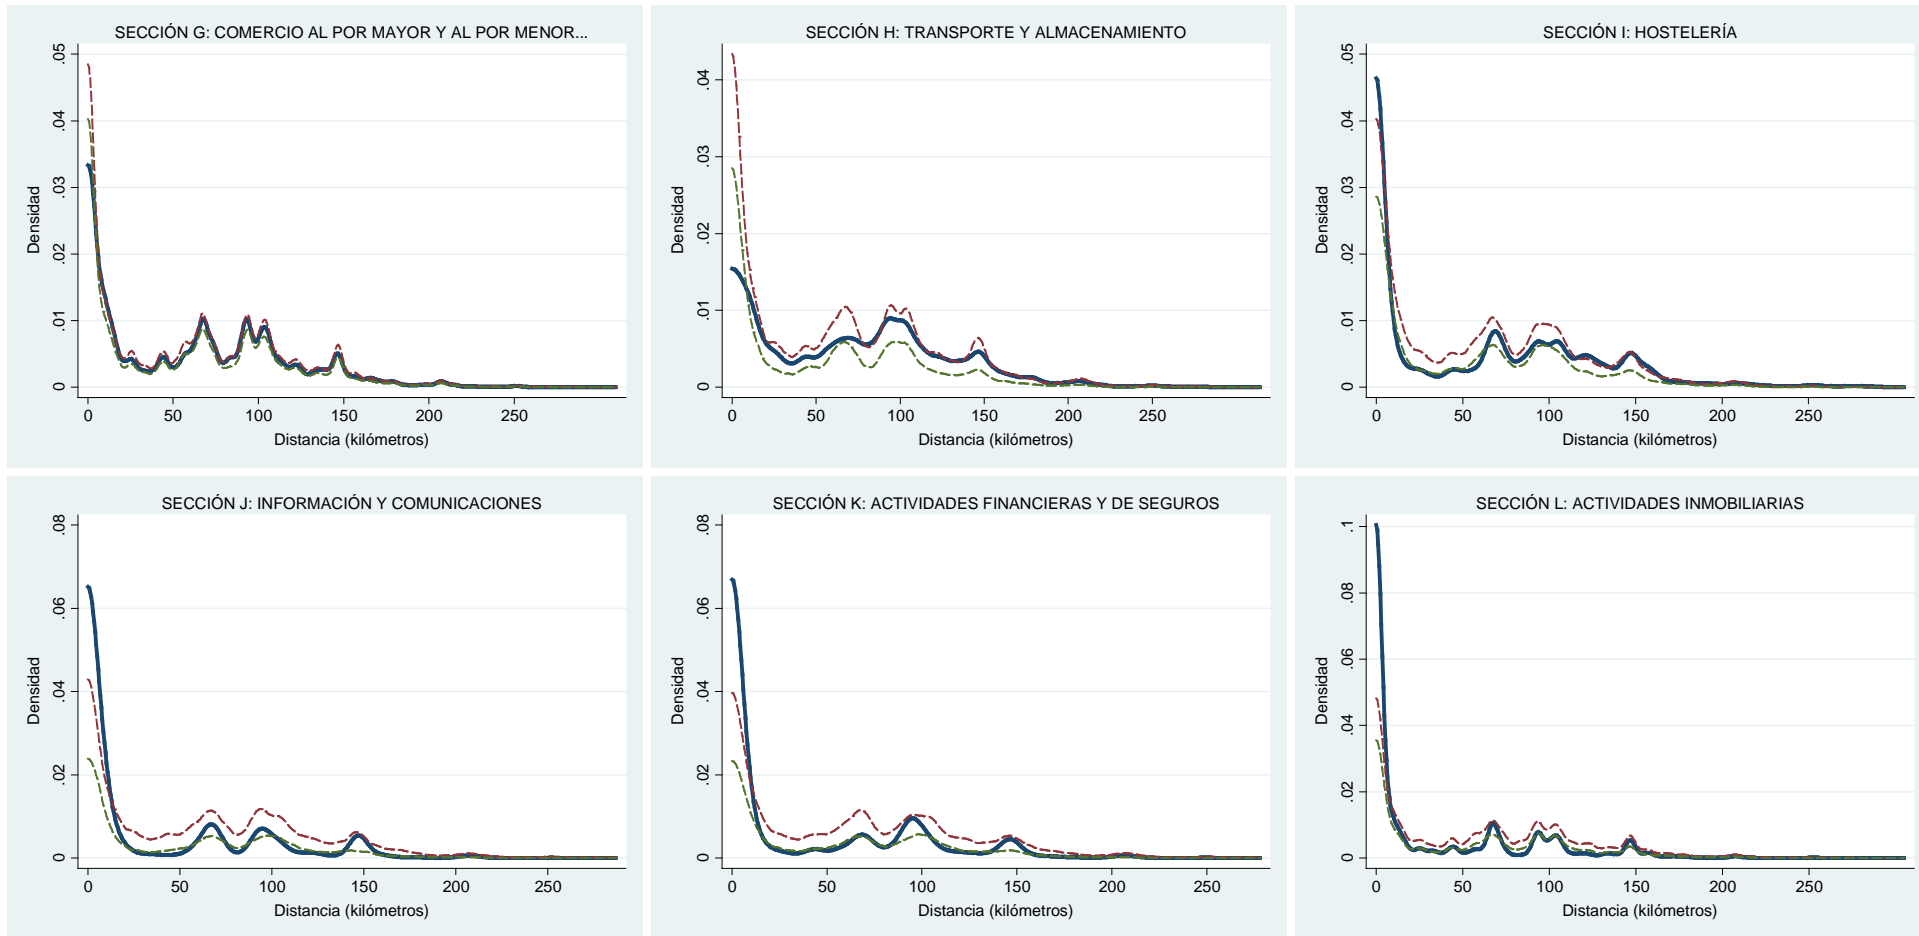 SECCIÓN G: COMERCIO AL POR MAYOR Y AL POR MENOR...
Densidad
.05
.04
.03
.02
.01
0
0 50 100 150 200 250
Distancia (kilómetros)
SECCIÓN H: TRANSPORTE Y ALMACENAMIENTO
Densidad
.04
.03
.02
.01
0
0 50 100 150 200 250
Distancia (kilómetros)
SECCIÓN I: HOSTELERÍA
Densidad
.05
.04
.03
.02
.01
0
0 50 100 150 200 250
Distancia (kilómetros)
SECCIÓN J: INFORMACIÓN Y COMUNICACIONES
Densidad
.08
.06
.04
.02
0
0 50 100 150 200 250
Distancia (kilómetros)
SECCIÓN K: ACTIVIDADES FINANCIERAS Y DE SEGUROS
Densidad
.08
.06
.04
.02
0
0 50 100 150 200 250
Distancia (kilómetros)
SECCIÓN L: ACTIVIDADES INMOBILIARIAS
Densidad
.1
.08
.06
.04
.02
0
0 50 100 150 200 250
Distancia (kilómetros)